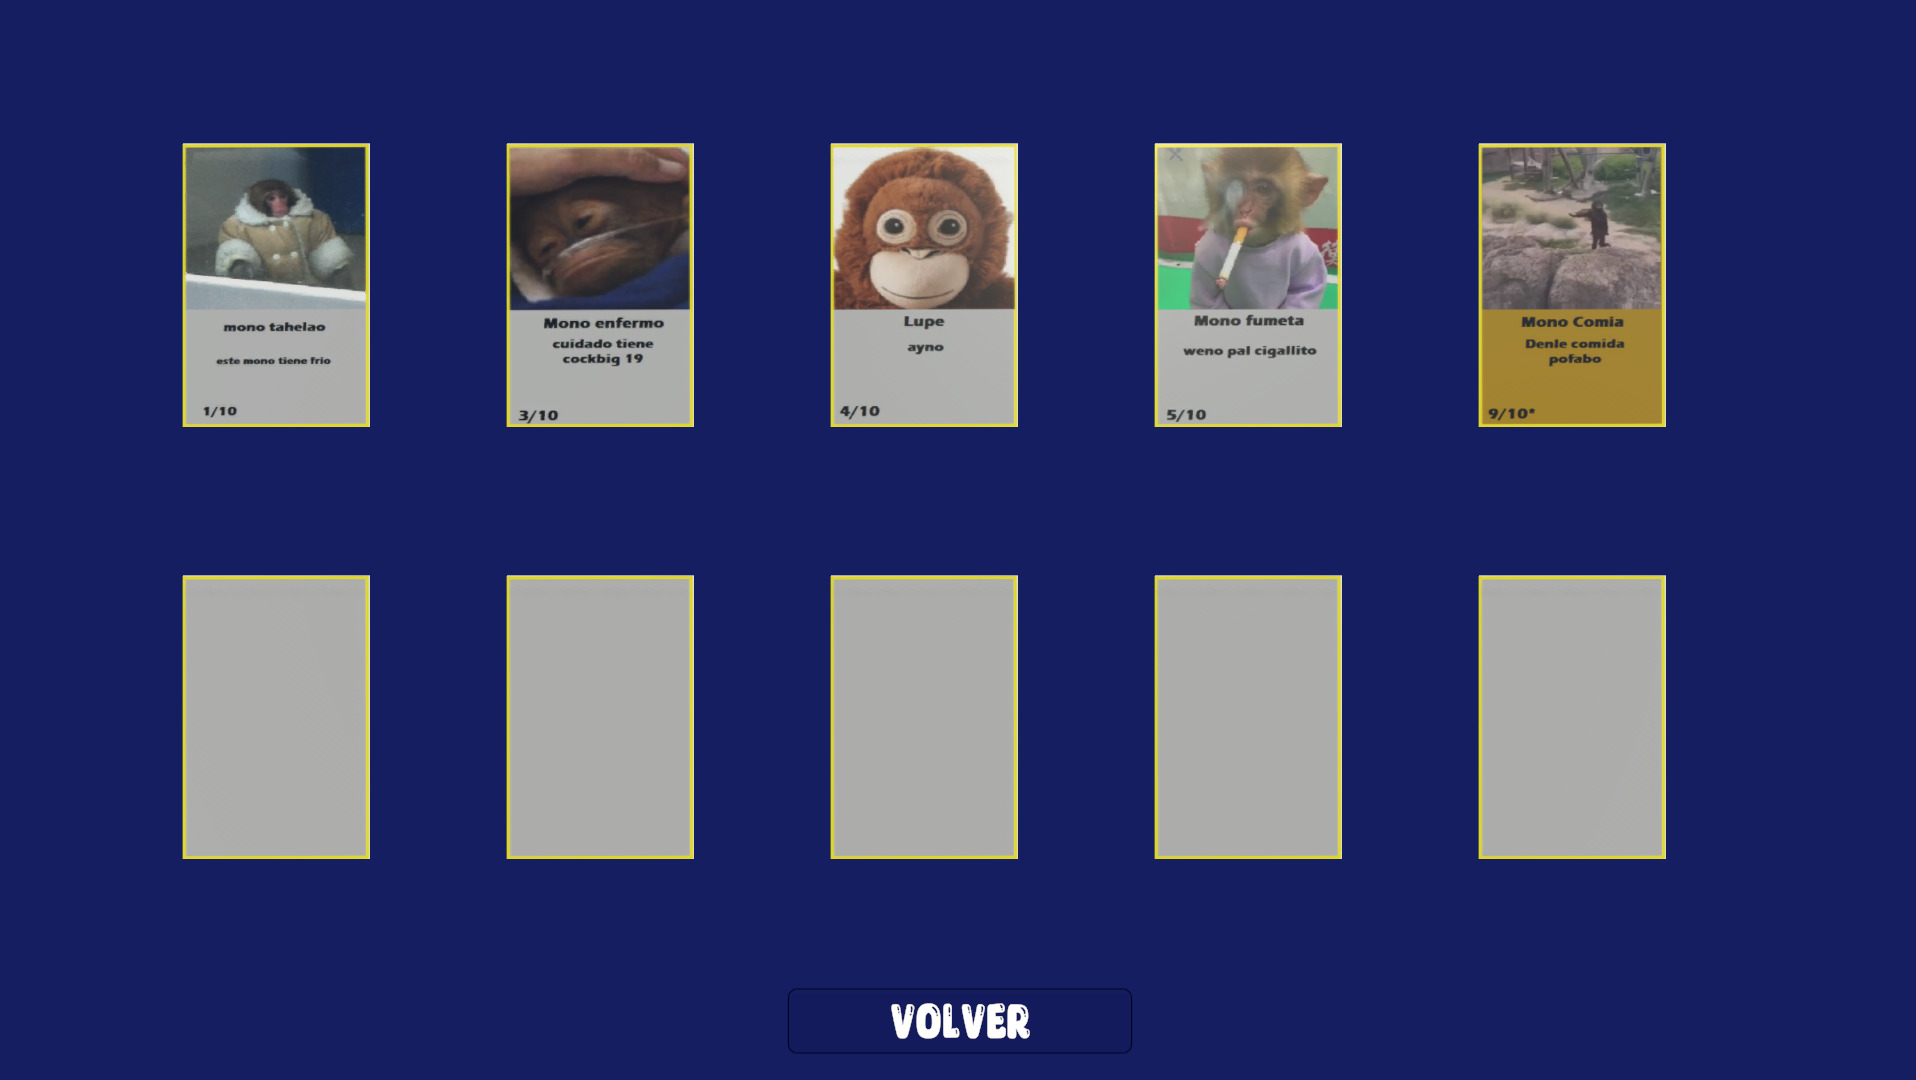 mono tahelao
este mono tiene frio
1/10
Mono enfermo
cuidado tiene
cockbig 19
3/10
Lupe
ayno
4/10
Mono fumeta
weno pal cigallito
5/10
Mono Comia
Denle comida
pofabo
9/10*
VOLVER